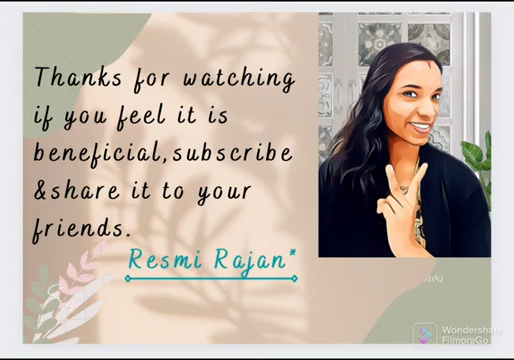 Thanks for watching
if you feel it is
beneficial,subscribe
&share it to your
friends.
Resmi Rajan*
Wondershare
FilmoraGo